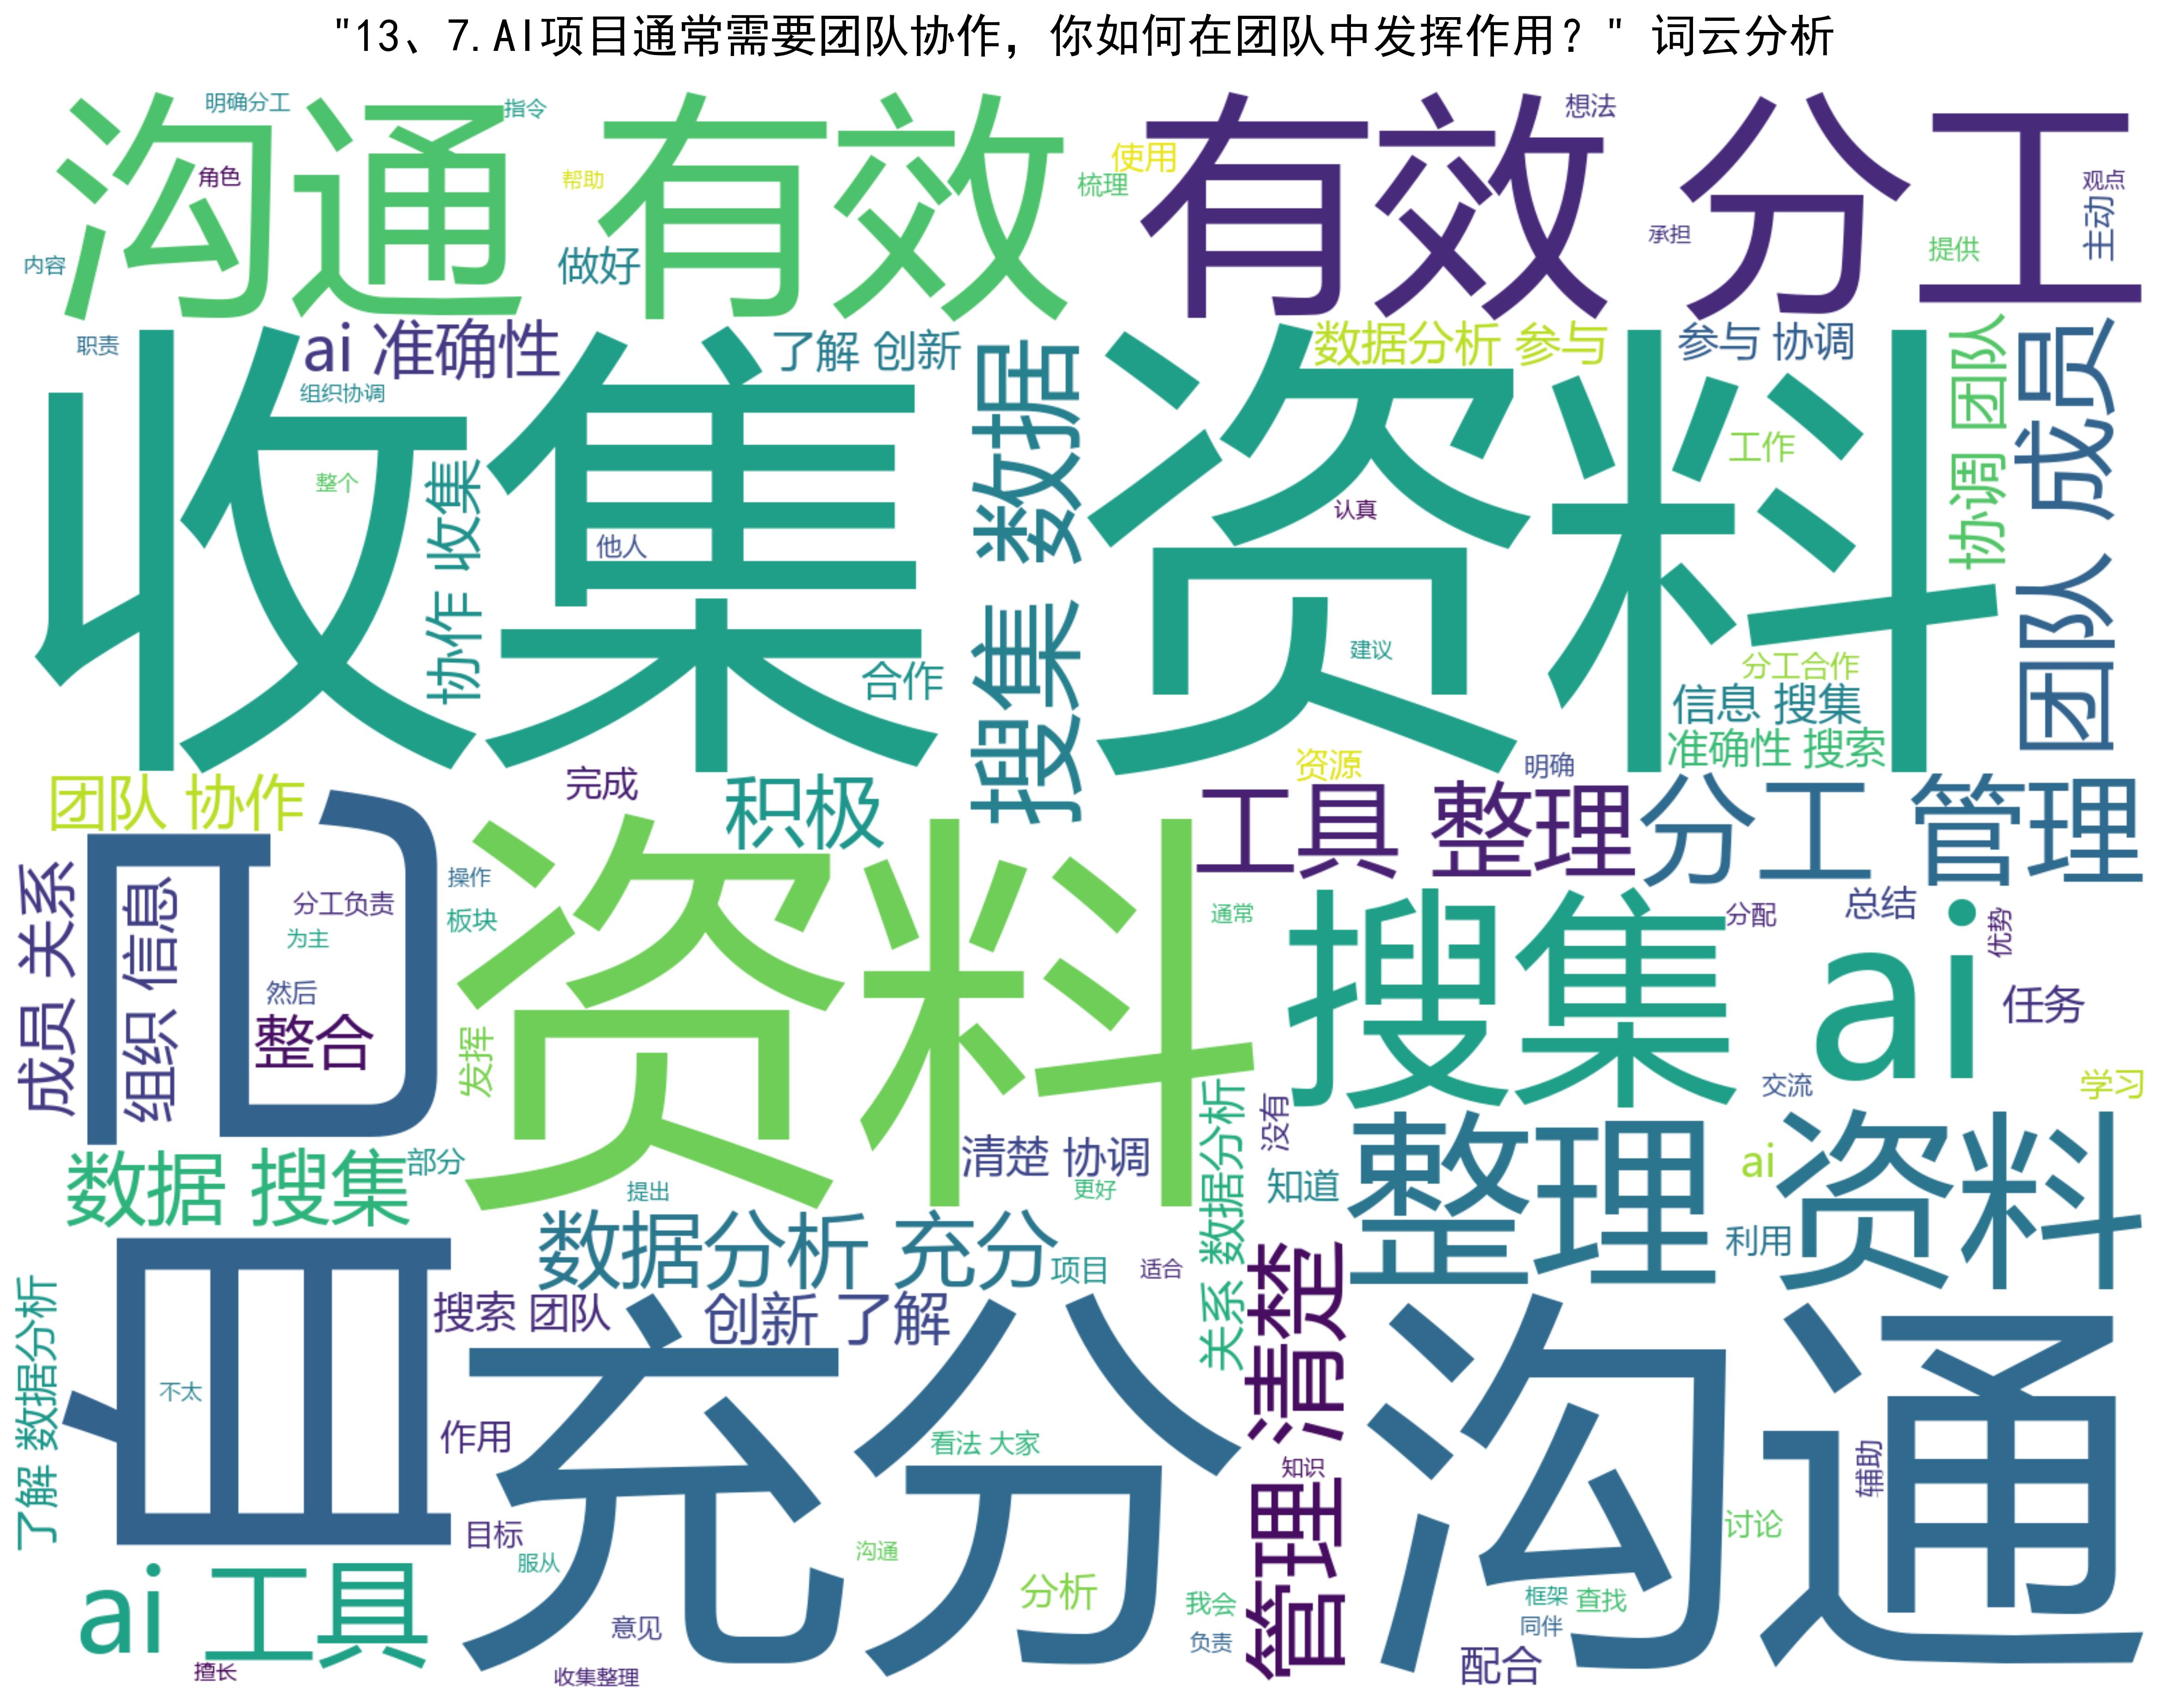 "13、7.AI项目通常需要团队协作，你如何在团队中发挥作用？" 词云分析
沟通 有效
有效 分工
明确分工
指令
角色
帮助
使用
梳理
想法
观点
主动
承担
提供
内容
做好
职责
ai 准确性
组织协调
了解 创新
数据分析 参与
参与 协调
收集 资料
整个
协作 收集
他人
搜集 数据
认真
工作
协调 团队
团队 成员
建议
合作
分工合作
信息 搜集
准确性 搜索
资源
明确
团队 协作
完成
积极
工具 整理
分工 管理
自己 资料
成员 关系
组织 信息
分工负责
为主
然后
整合
操作
板块
发挥
通常
搜集 ai
分配
总结
优势
任务
交流
学习
数据 搜集
部分
提出
清楚 协调
更好
关系 数据分析
没有
知道
整理 资料
ai
利用
数据分析 充分
项目
适合
搜索 团队
创新 了解
了解 数据分析
不太
充分 沟通
管理 清楚
作用
看法 大家
知识
辅助
讨论
目标
服从
沟通
分析
ai 工具
意见
我会
负责
框架
查找
同伴
配合
擅长
收集整理